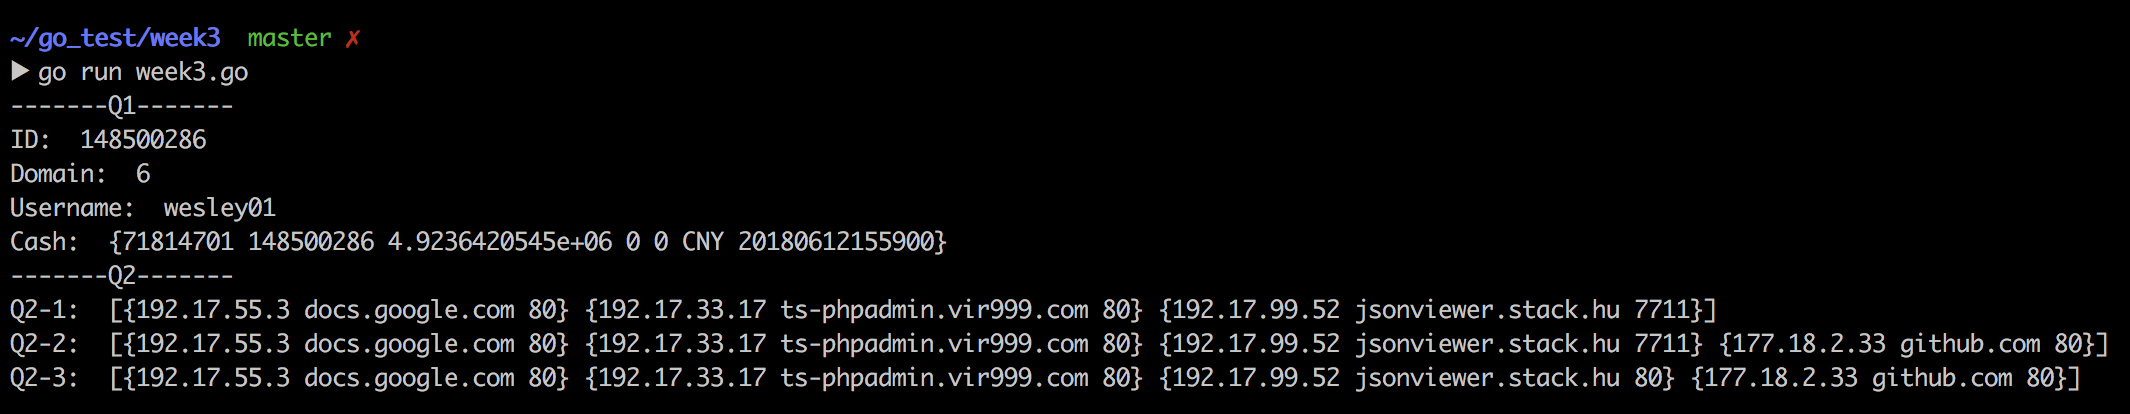 ~/go_test/week3  master ✗
▶ go run week3.go
-------Q1-------
ID:  148500286
Domain:  6
Username:  wesley01
Cash:  {71814701 148500286 4.9236420545e+06 0 0 CNY 20180612155900}
-------Q2-------
Q2-1:  [{192.17.55.3 docs.google.com 80} {192.17.33.17 ts-phpadmin.vir999.com 80} {192.17.99.52 jsonviewer.stack.hu 7711}]
Q2-2:  [{192.17.55.3 docs.google.com 80} {192.17.33.17 ts-phpadmin.vir999.com 80} {192.17.99.52 jsonviewer.stack.hu 7711} {177.18.2.33 github.com 80}]
Q2-3:  [{192.17.55.3 docs.google.com 80} {192.17.33.17 ts-phpadmin.vir999.com 80} {192.17.99.52 jsonviewer.stack.hu 80} {177.18.2.33 github.com 80}]